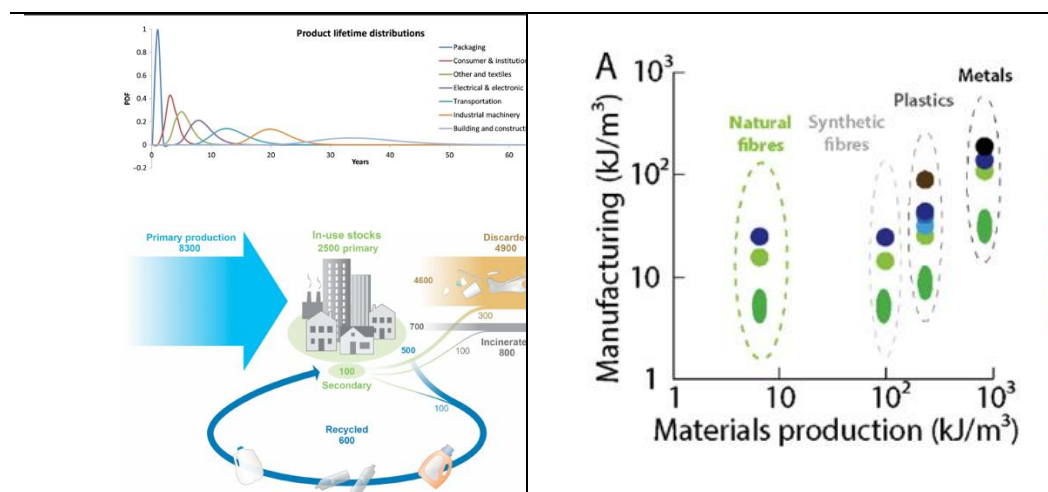 Product lifetime distributions
1
0.8
0.6
0.4
0.2
0
−0.2
PDF
Packaging
Consumer & institution
Other and textiles
Electrical & electronic
Transportation
Industrial machinery
Building and construct
0 10 20 30 40 50 60
Years
Primary production
8300
In-use stocks
2500 primary
Discarde
4900
4600
300
700
500
100
Incinerate
800
100
Secondary
100
Recycled
600
A
Manufacturing (kJ/m³)
10³
10²
10
1
Natural
fibres
Synthetic
fibres
Plastics
Metals
1 10 10² 10³
Materials production (kJ/m³)